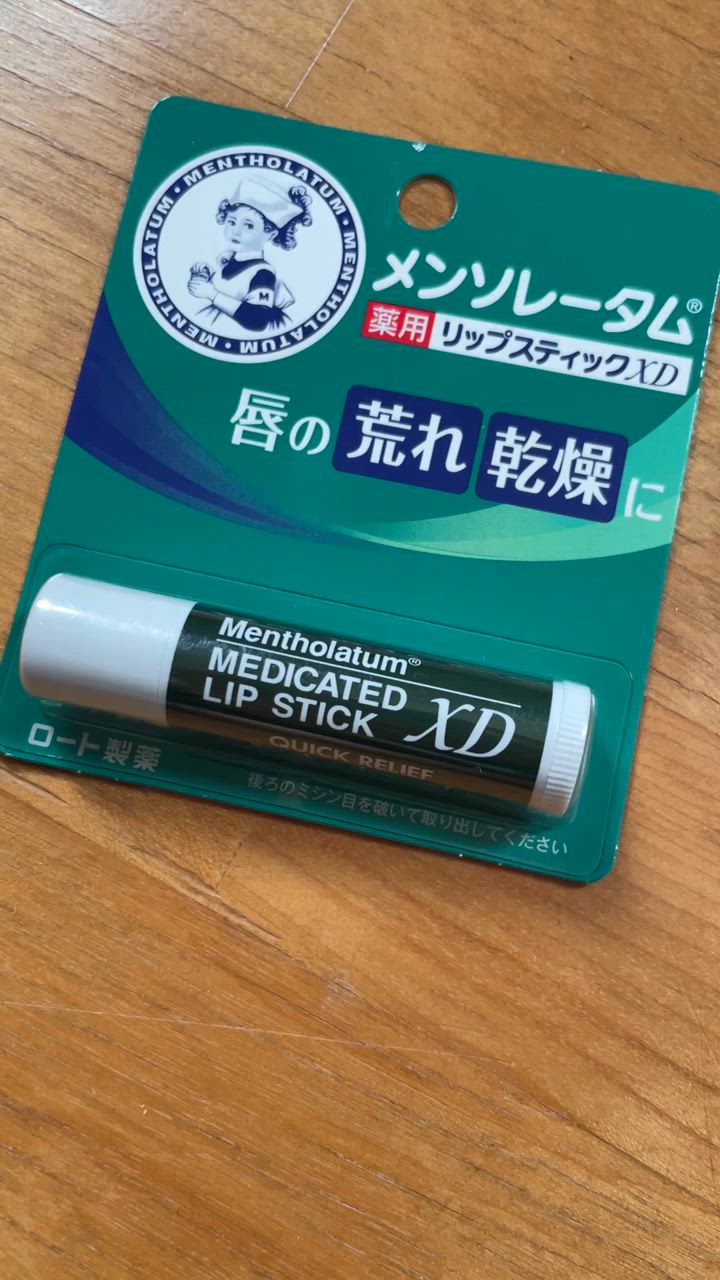 MENTHOLATUM・MENTHOLATUM・MENTHOLATUM・MENTHOLATUM・
M
メンソレータム®
薬用 リップスティックXD
唇の 荒れ 乾燥 に
Mentholatum®
MEDICATED
LIP STICK XD
QUICK RELIEF
ロート製薬
後ろのミシン目を破いて取り出してください